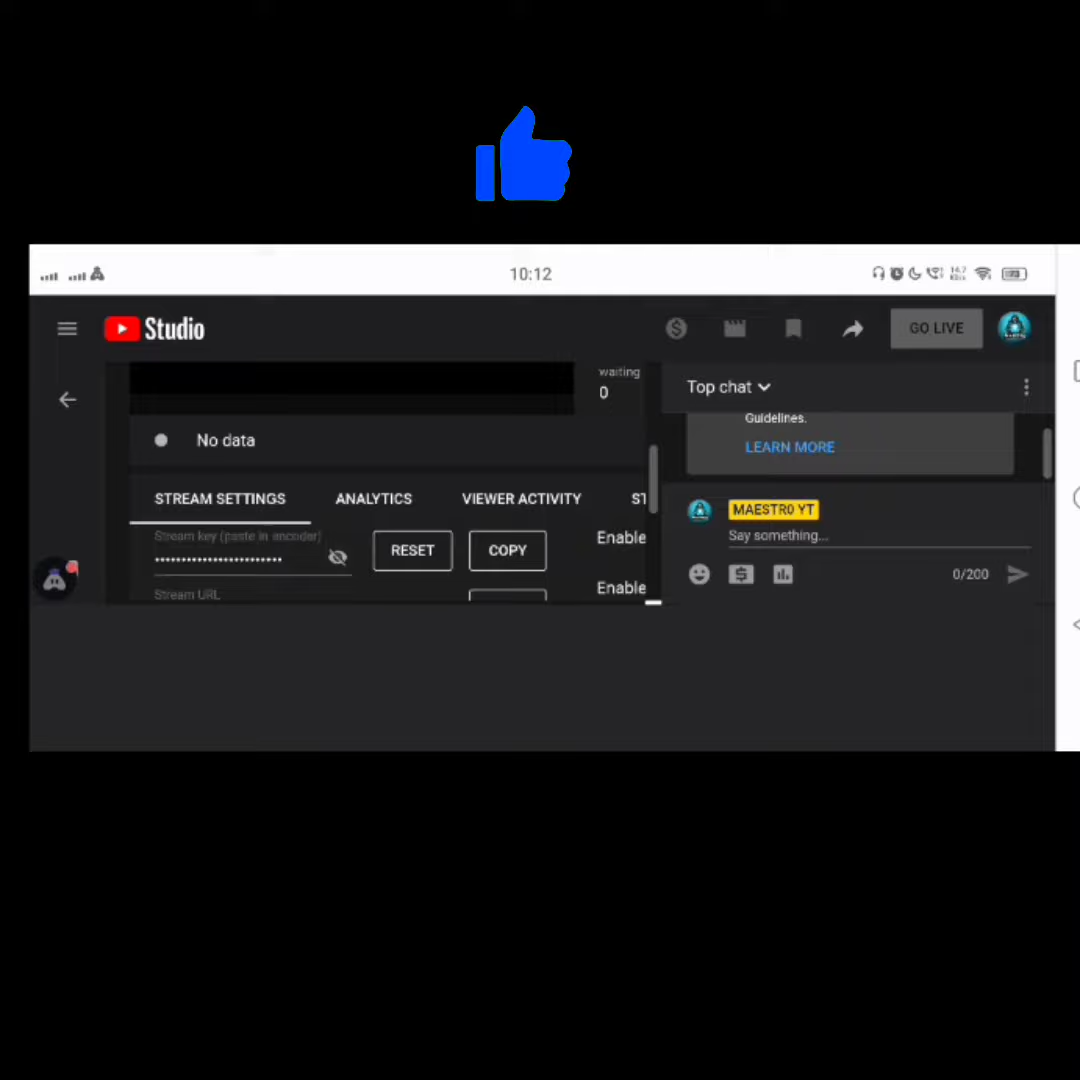 10:12
Studio
GO LIVE
waiting
0
Top chat
Guidelines.
LEARN MORE
No data
STREAM SETTINGS
ANALYTICS
VIEWER ACTIVITY
ST
Stream key (paste in encoder)
RESET
COPY
Enable
Stream URL
Enable
MAESTR0 YT
Say something...
0/200